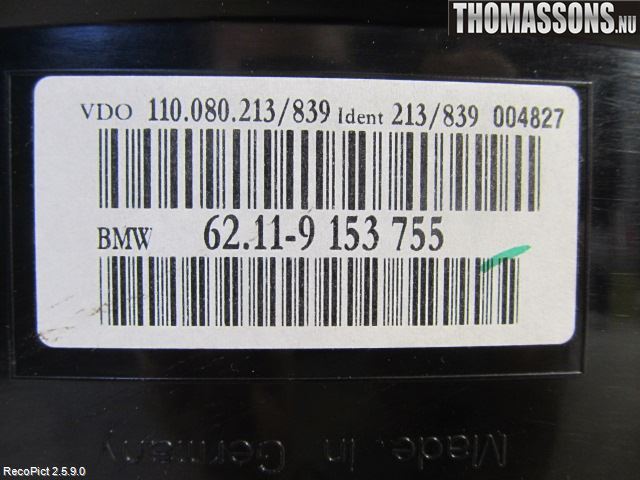 THOMASSONS.NU
VDO 110.080.213/839 Ident 213/839 004827
BMW 62.11-9 153 755
Made in Germany
RecoPict 2.5.9.0